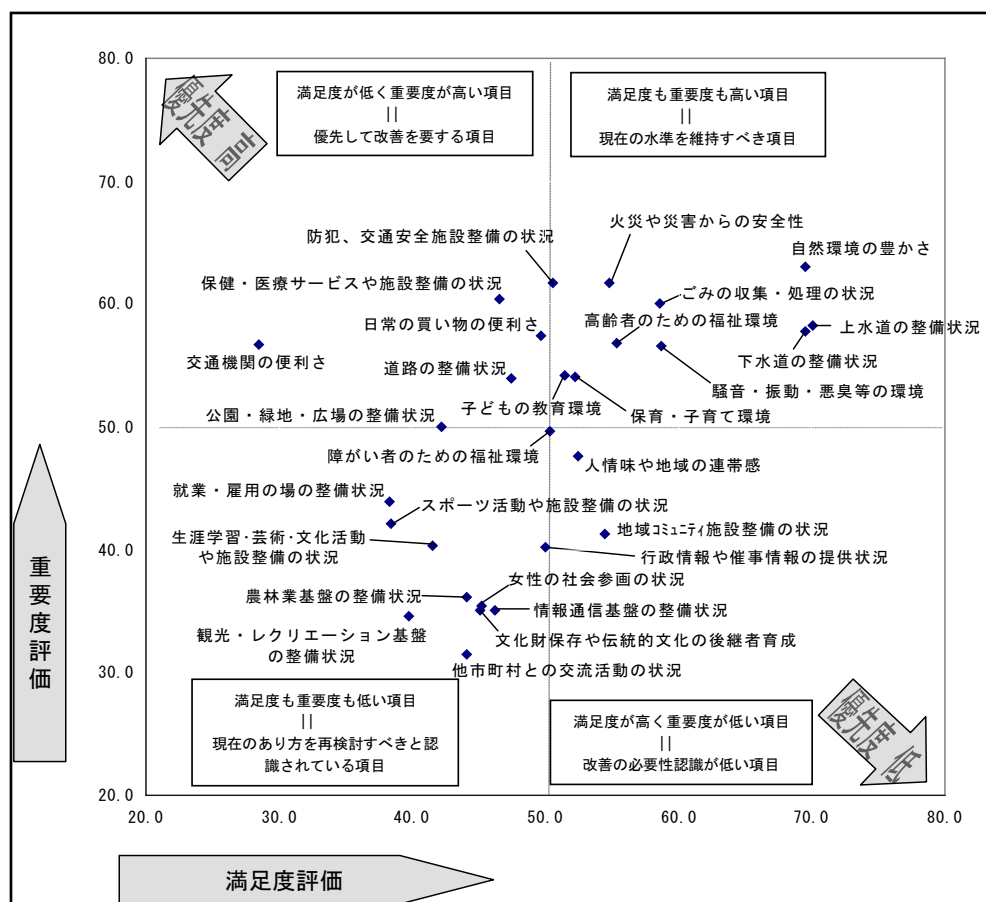 80.0
優先度 高
満足度が低く重要度が高い項目
||
優先して改善を要する項目
満足度も重要度も高い項目
||
現在の水準を維持すべき項目
70.0
防犯、交通安全施設整備の状況
火災や災害からの安全性
自然環境の豊かさ
保健・医療サービスや施設整備の状況
ごみの収集・処理の状況
60.0
日常の買い物の便利さ
高齢者のための福祉環境
上水道の整備状況
交通機関の便利さ
下水道の整備状況
道路の整備状況
騒音・振動・悪臭等の環境
公園・緑地・広場の整備状況
子どもの教育環境
保育・子育て環境
50.0
障がい者のための福祉環境
人情味や地域の連帯感
就業・雇用の場の整備状況
スポーツ活動や施設整備の状況
生涯学習・芸術・文化活動
や施設整備の状況
地域コミュニティ施設整備の状況
行政情報や催事情報の提供状況
40.0
女性の社会参画の状況
農林業基盤の整備状況
情報通信基盤の整備状況
観光・レクリエーション基盤
の整備状況
文化財保存や伝統的文化の後継者育成
他市町村との交流活動の状況
30.0
満足度も重要度も低い項目
||
現在のあり方を再検討すべきと認
識されている項目
満足度が高く重要度が低い項目
||
改善の必要性認識が低い項目
優先度 低
20.0
20.0
30.0
40.0
50.0
60.0
70.0
80.0
重要度評価
満足度評価